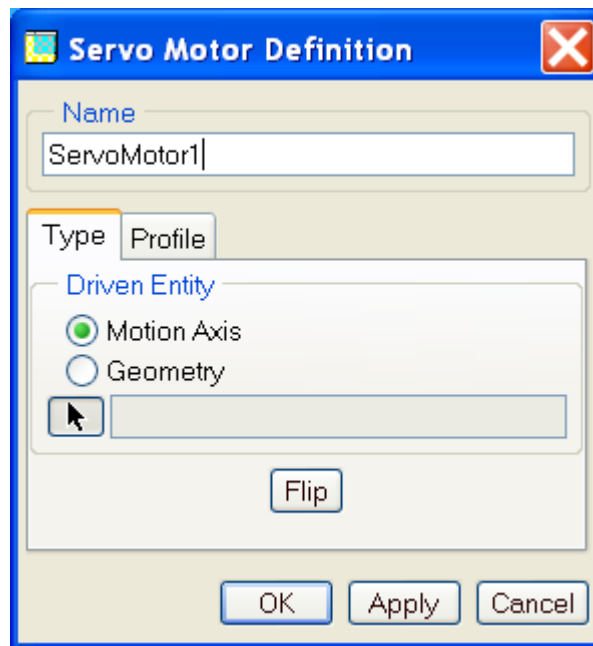 Servo Motor Definition
Name
ServoMotor1
Type Profile
Driven Entity
Motion Axis
Geometry
Flip
OK Apply Cancel